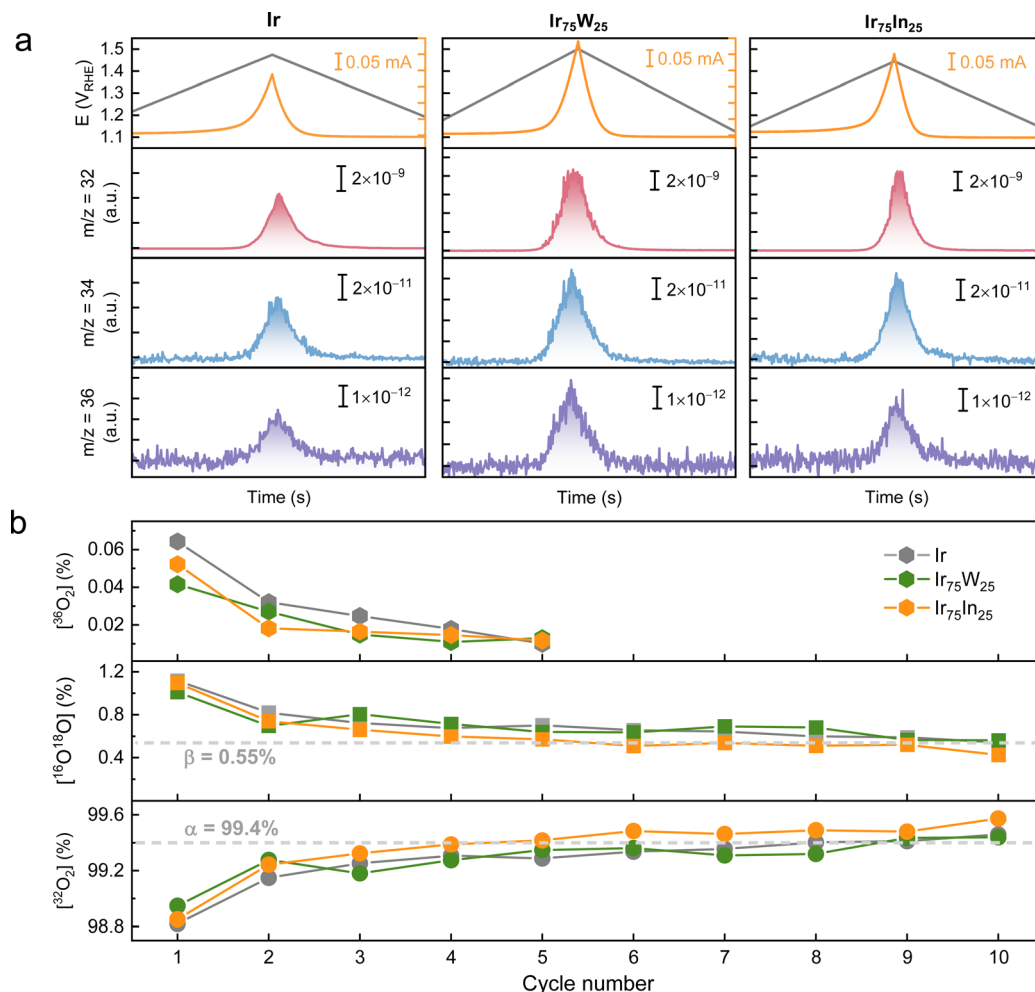 a
Ir
Ir₇₅W₂₅
Ir₇₅In₂₅
E (V_RHE)
1.5
1.4
1.3
1.2
1.1
0.05 mA
0.05 mA
0.05 mA
m/z = 32
(a.u.)
2×10⁻⁹
2×10⁻⁹
2×10⁻⁹
m/z = 34
(a.u.)
2×10⁻¹¹
2×10⁻¹¹
2×10⁻¹¹
m/z = 36
(a.u.)
1×10⁻¹²
1×10⁻¹²
1×10⁻¹²
Time (s)
Time (s)
Time (s)
b
[³⁶O₂] (%)
0.06
0.04
0.02
Ir
Ir₇₅W₂₅
Ir₇₅In₂₅
[¹⁶O¹⁸O] (%)
1.2
0.8
0.4
β = 0.55%
[³²O₂] (%)
99.6
99.2
98.8
α = 99.4%
1 2 3 4 5 6 7 8 9 10
Cycle number